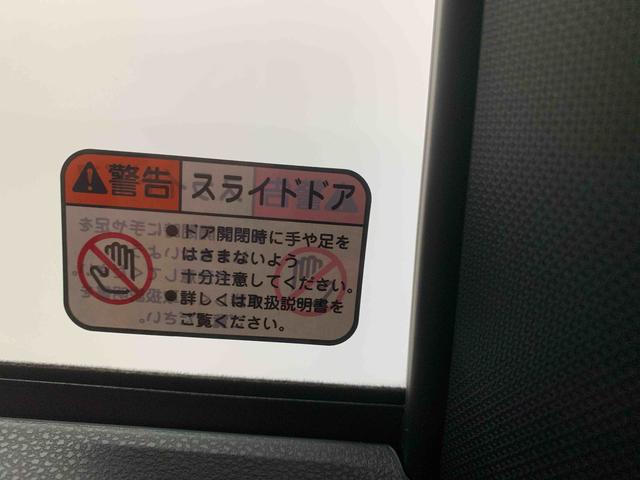 警告 スライドドア
●ドア開閉時に手や足を
はさまないよう
十分注意してください。
●詳しくは取扱説明書を
ご覧ください。